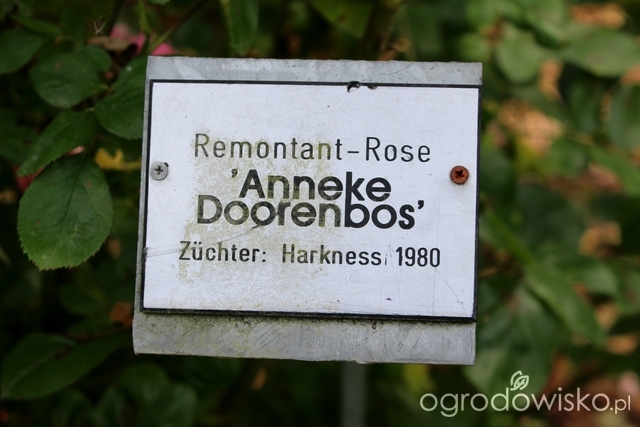 Remontant-Rose
'Anneke
Doorenbos'
Züchter: Harkness 1980
ogrodowisko.pl